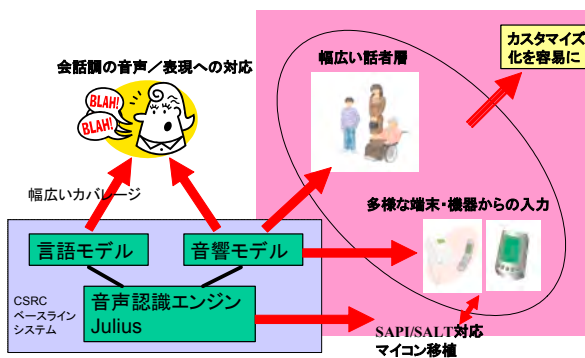 会話調の音声／表現への対応
BLAH!
BLAH!
幅広い話者層
カスタマイズ
化を容易に
幅広いカバレージ
多様な端末・機器からの入力
言語モデル
音響モデル
CSRC
ベースライン
システム
音声認識エンジン
Julius
SAPI/SALT対応
マイコン移植